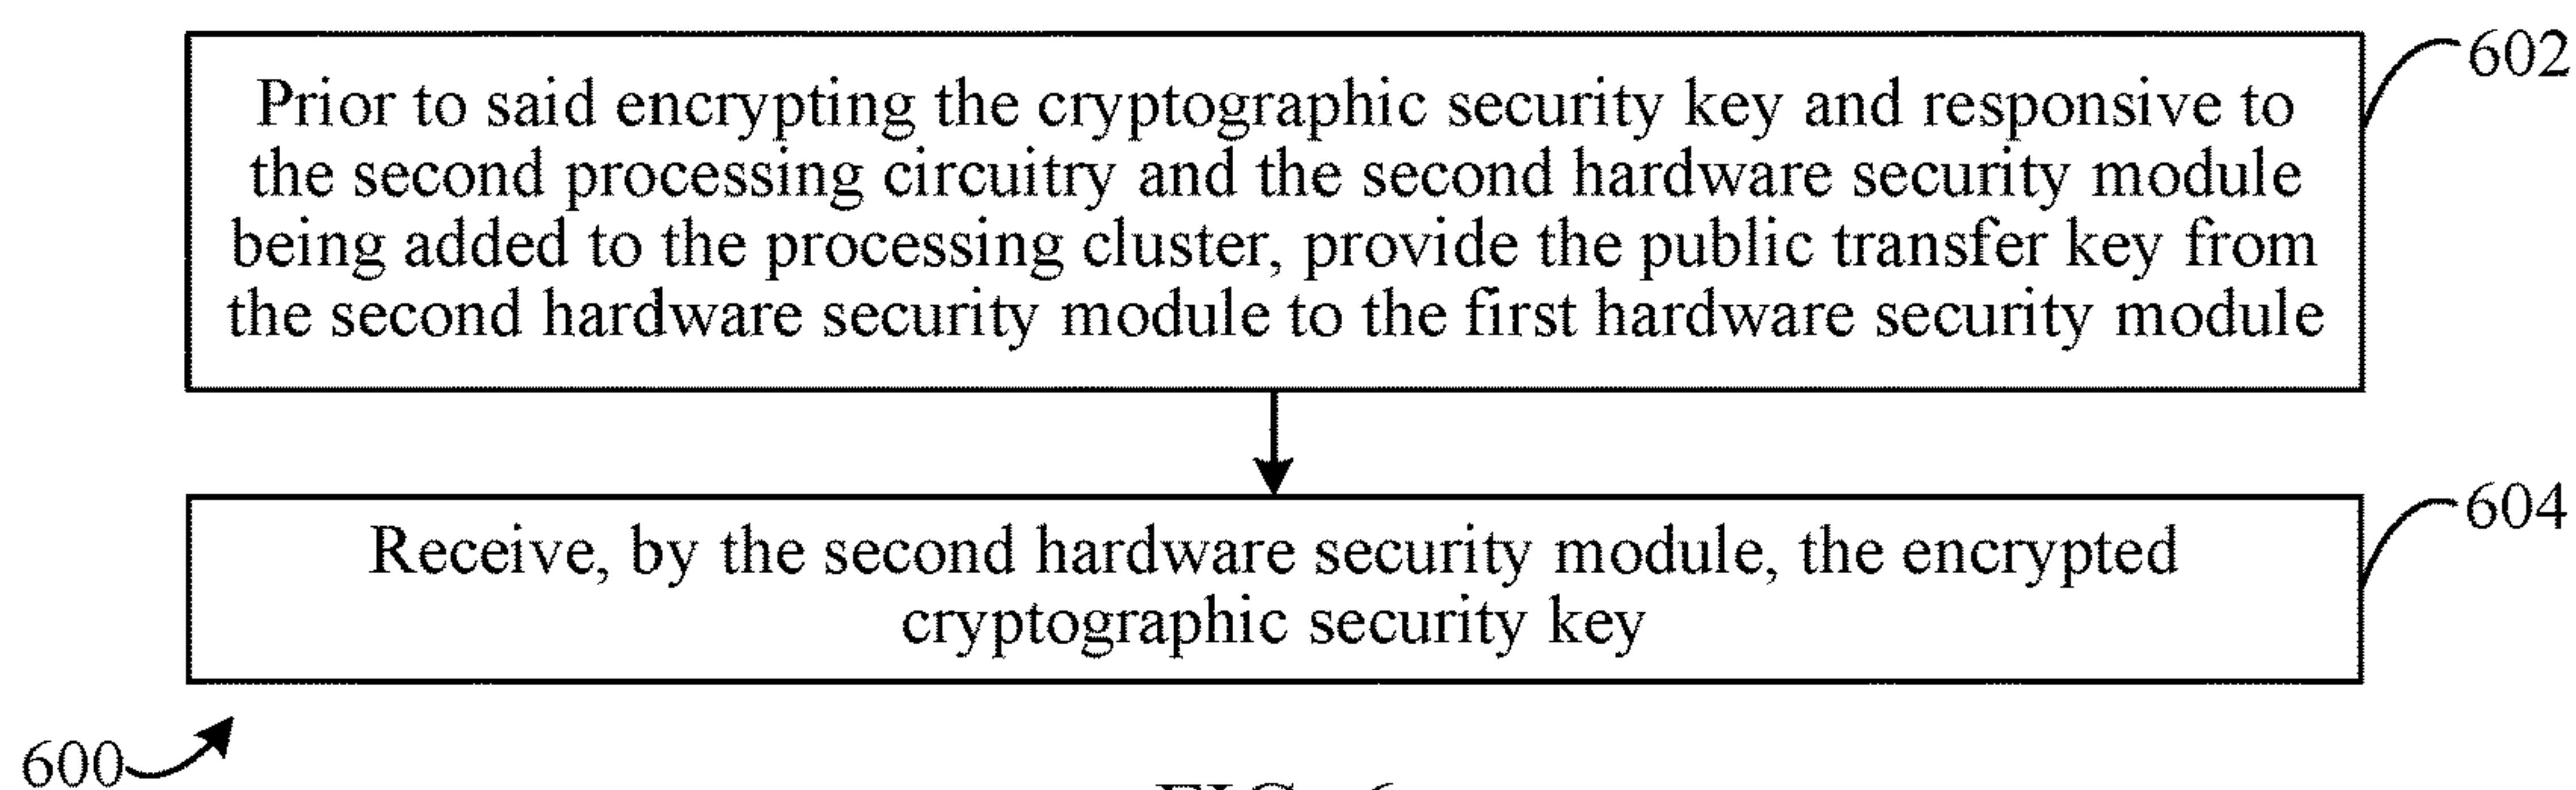 Prior to said encrypting the cryptographic security key and responsive to
the second processing circuitry and the second hardware security module
being added to the processing cluster, provide the public transfer key from
the second hardware security module to the first hardware security module
602
Receive, by the second hardware security module, the encrypted
cryptographic security key
604
600